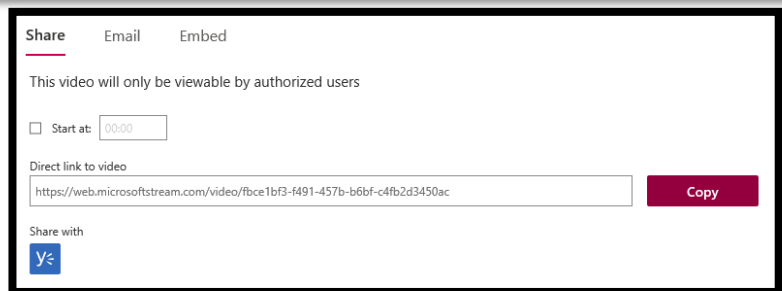 Share Email Embed
This video will only be viewable by authorized users
Start at: 00:00
Direct link to video
https://web.microsoftstream.com/video/fbce1bf3-f491-457b-b6bf-c4fb2d3450ac Copy
Share with
y